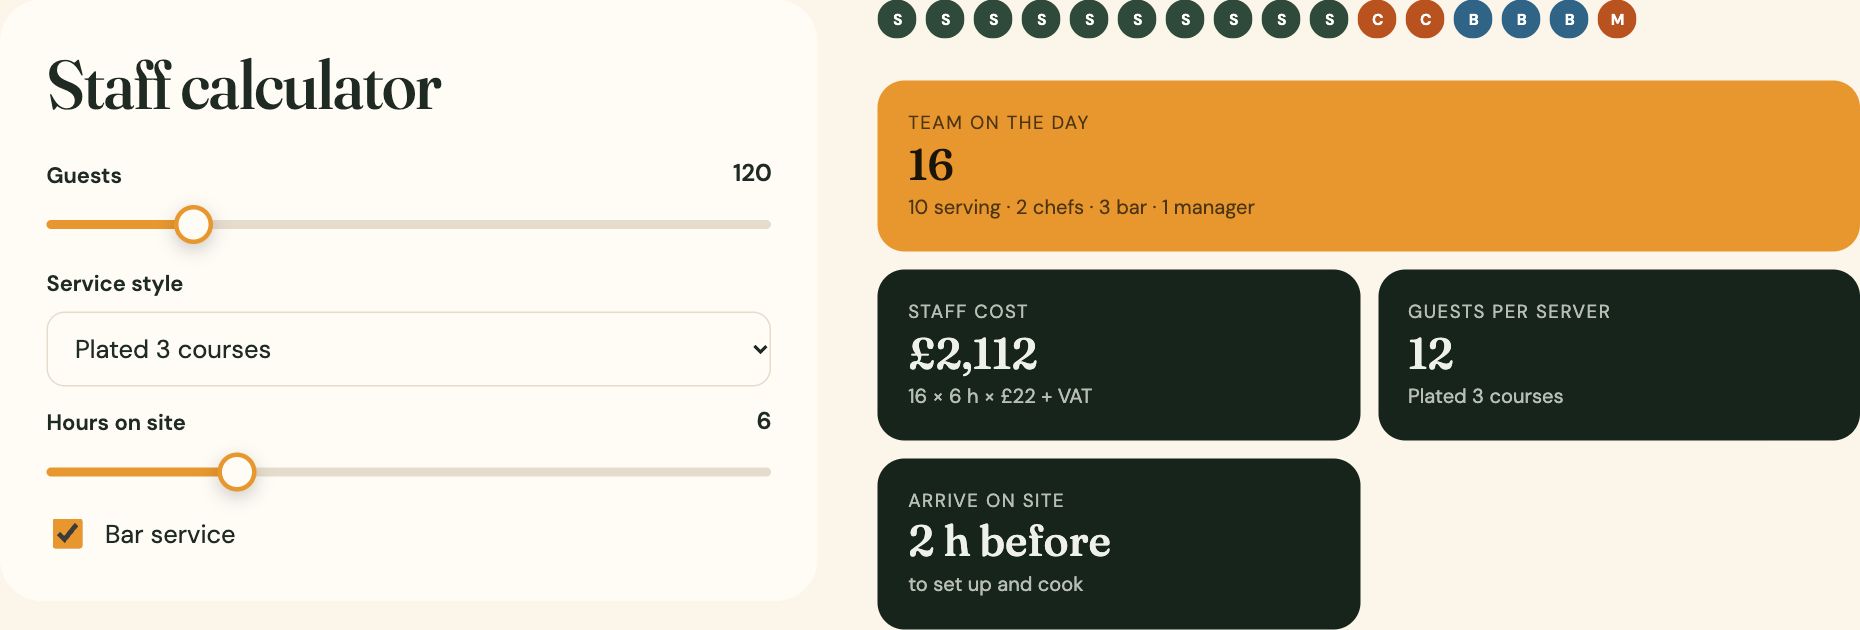 Staff calculator
Guests 120
Service style
Plated 3 courses
Hours on site 6
Bar service
S S S S S S S S S S C C B B B M
TEAM ON THE DAY
16
10 serving · 2 chefs · 3 bar · 1 manager
STAFF COST
£2,112
16 × 6 h × £22 + VAT
GUESTS PER SERVER
12
Plated 3 courses
ARRIVE ON SITE
2 h before
to set up and cook